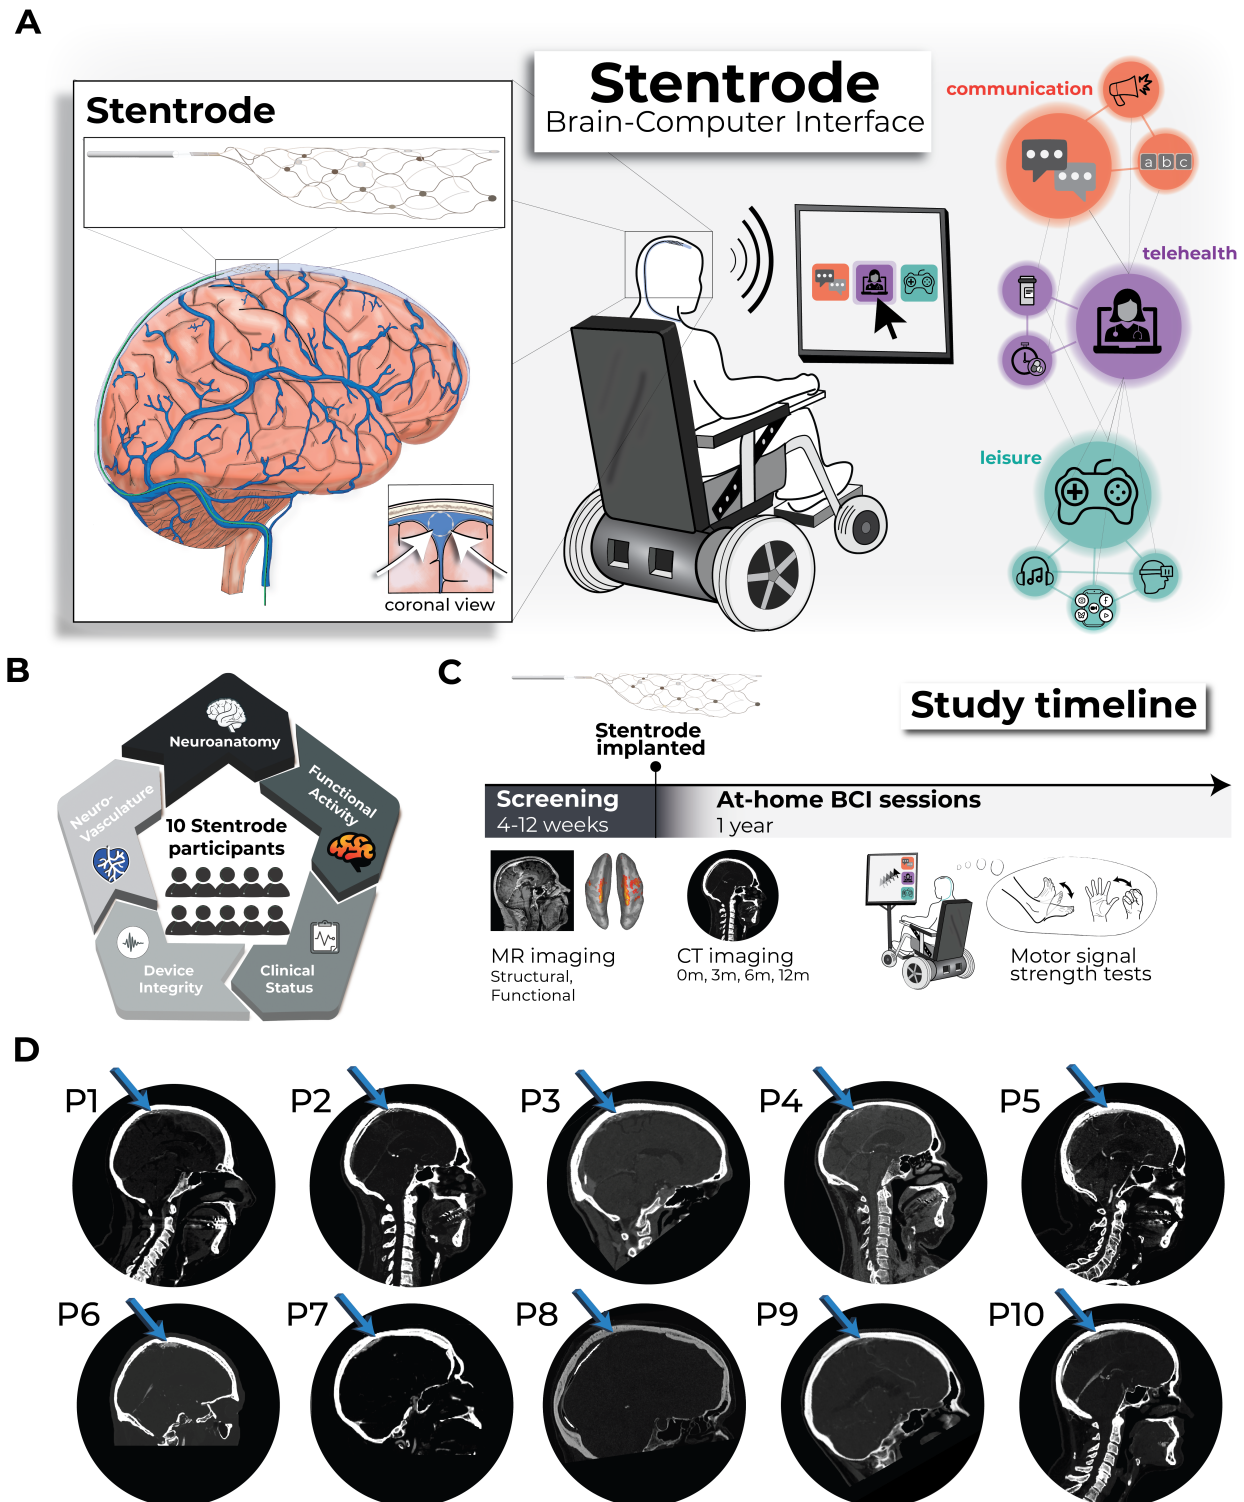 A
Stentrode
Stentrode
Brain-Computer Interface
communication
a b c
telehealth
leisure
coronal view
B
Neuroanatomy
Functional
Activity
Neuro-
Vasculature
10 Stentrode
participants
Device
Integrity
Clinical
Status
C
Study timeline
Stentrode
implanted
Screening
4-12 weeks
At-home BCI sessions
1 year
MR imaging
Structural,
Functional
CT imaging
0m, 3m, 6m, 12m
Motor signal
strength tests
D
P1
P2
P3
P4
P5
P6
P7
P8
P9
P10